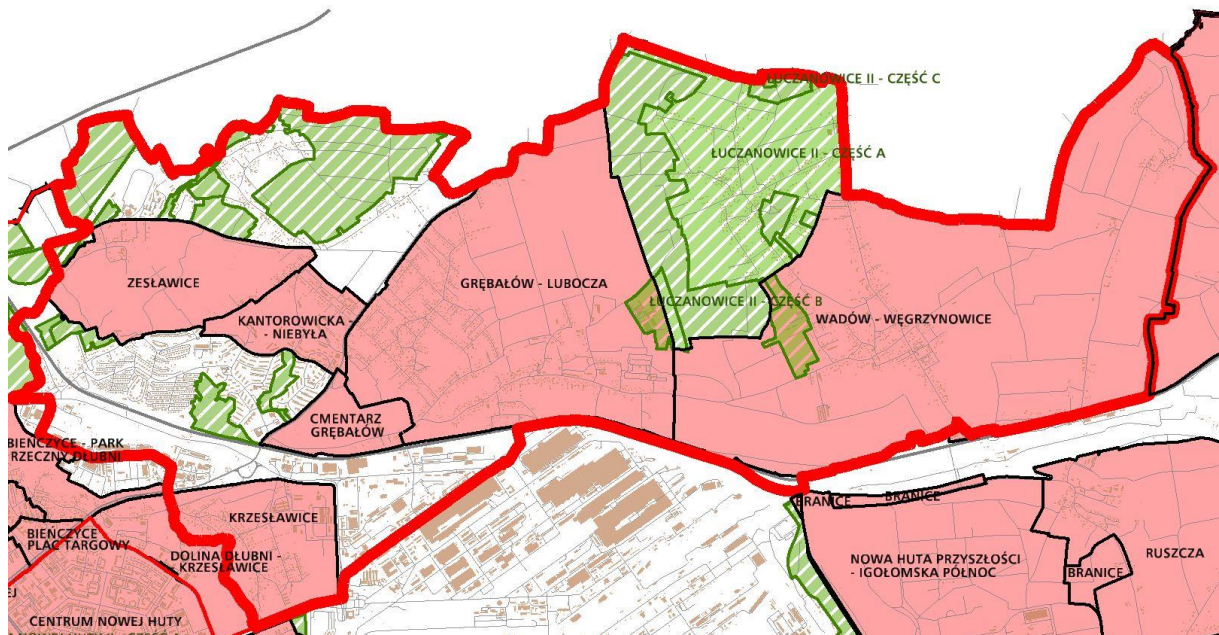 ŁUCZANOWICE II - CZĘŚĆ C
ŁUCZANOWICE II - CZĘŚĆ A
ZESŁAWICE
GRĘBAŁÓW - LUBOCZA
ŁUCZANOWICE II - CZĘŚĆ B
KANTOROWICKA -
- NIEBYŁA
WADÓW - WĘGRZYNOWICE
CMENTARZ
GRĘBAŁÓW
BIEŃCZYCE - PARK
RZECZNY DŁUBNI
BRANICE
BRANICE
KRZESŁAWICE
BIEŃCZYCE
PLAC TARGOWY
DOLINA DŁUBNI -
- KRZESŁAWICE
NOWA HUTA PRZYSZŁOŚCI
- IGOŁOMSKA PÓŁNOC
BRANICE
RUSZCZA
CENTRUM NOWEJ HUTY